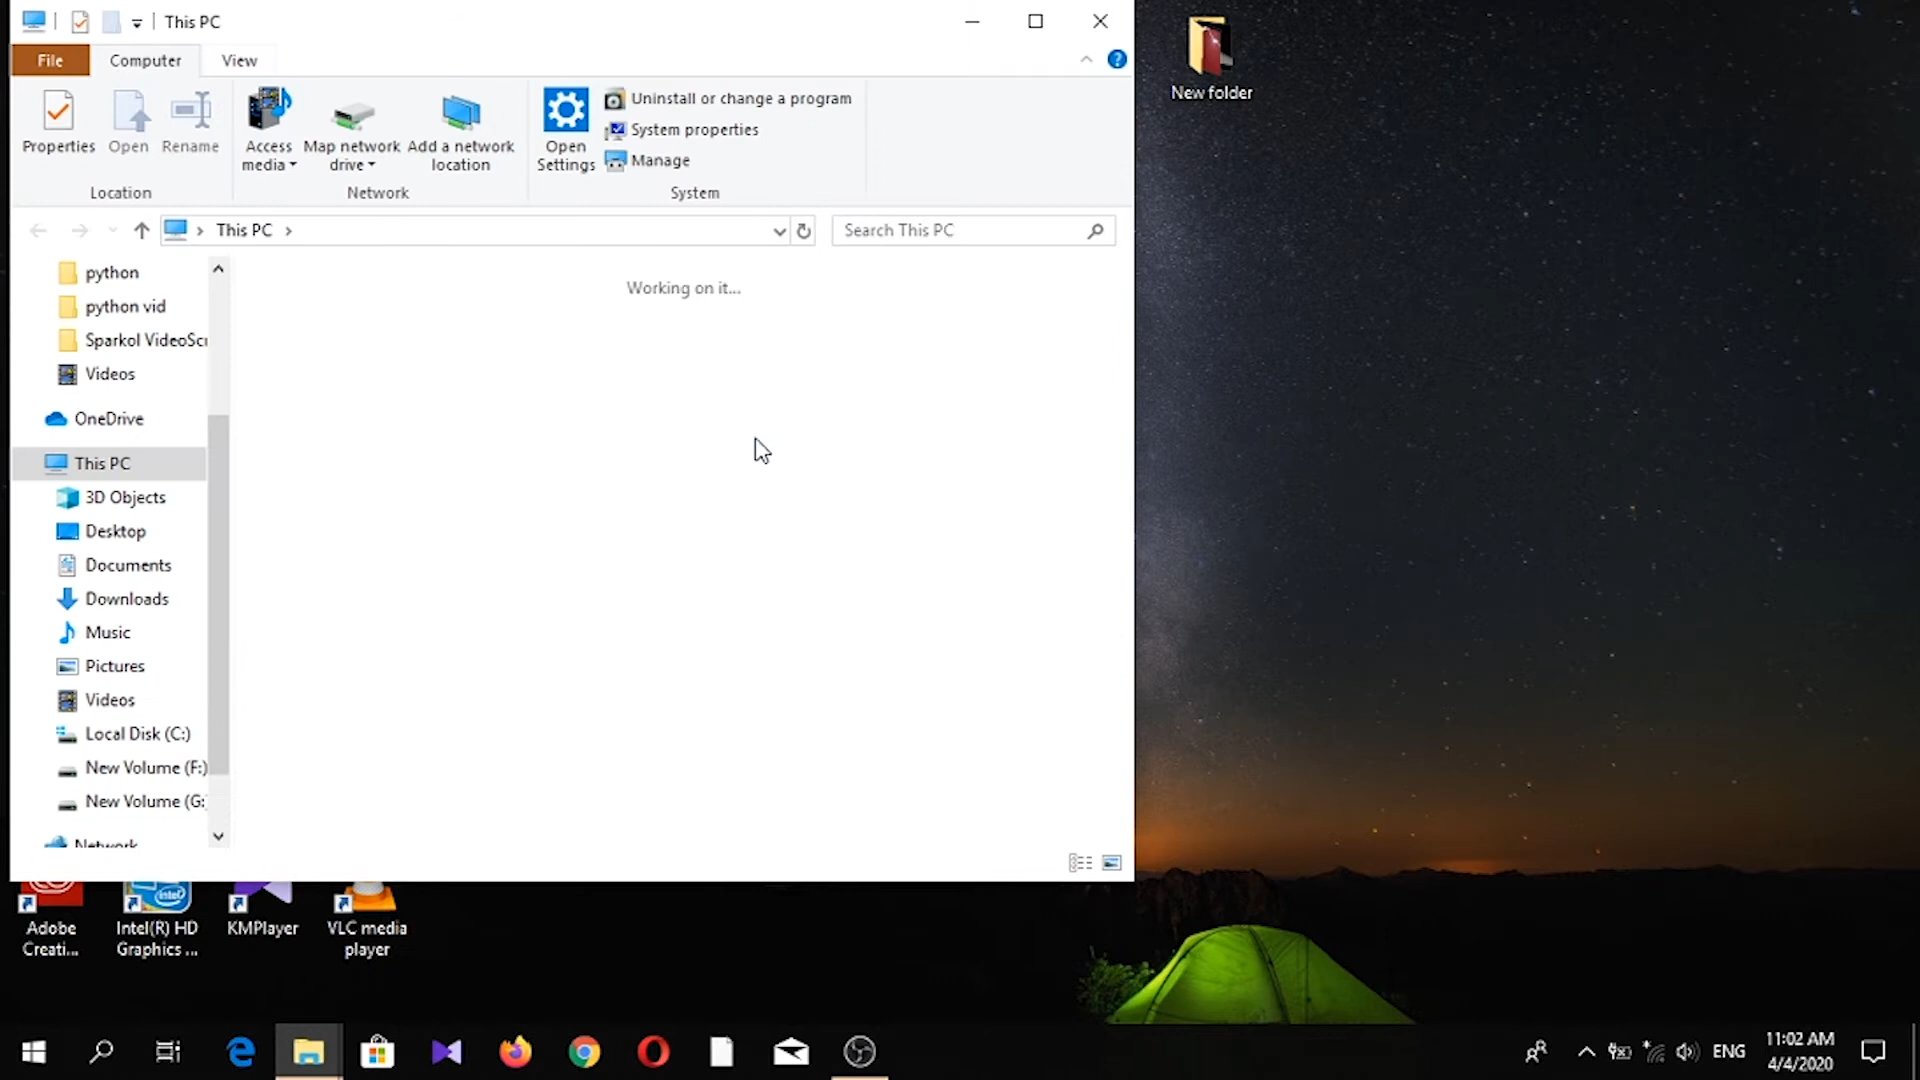 This PC
New folder
File
Computer
View
Properties
Open
Rename
Access media
Map network drive
Add a network location
Open Settings
Uninstall or change a program
System properties
Manage
Location
Network
System
This PC
Search This PC
Working on it...
python
python vid
Sparkol VideoScr
Videos
OneDrive
This PC
3D Objects
Desktop
Documents
Downloads
Music
Pictures
Videos
Local Disk (C:)
New Volume (F:)
New Volume (G:
Network
Adobe Creati...
Intel(R) HD Graphics ...
KMPlayer
VLC media player
ENG
11:02 AM
4/4/2020